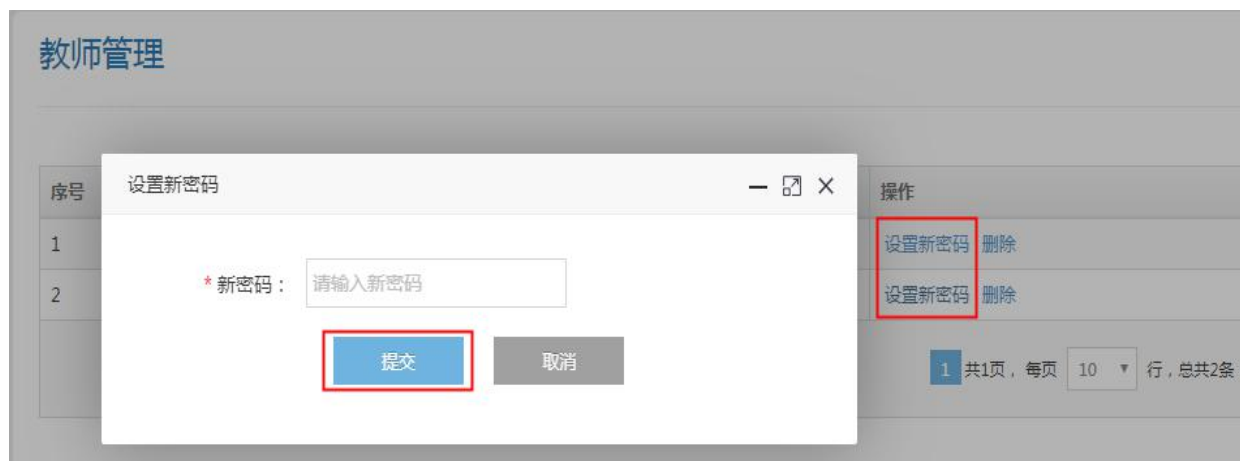 教师管理
序号
操作
设置新密码
1
设置新密码 删除
* 新密码： 请输入新密码
2
设置新密码 删除
提交 取消
1 共1页，每页 10 行，总共2条